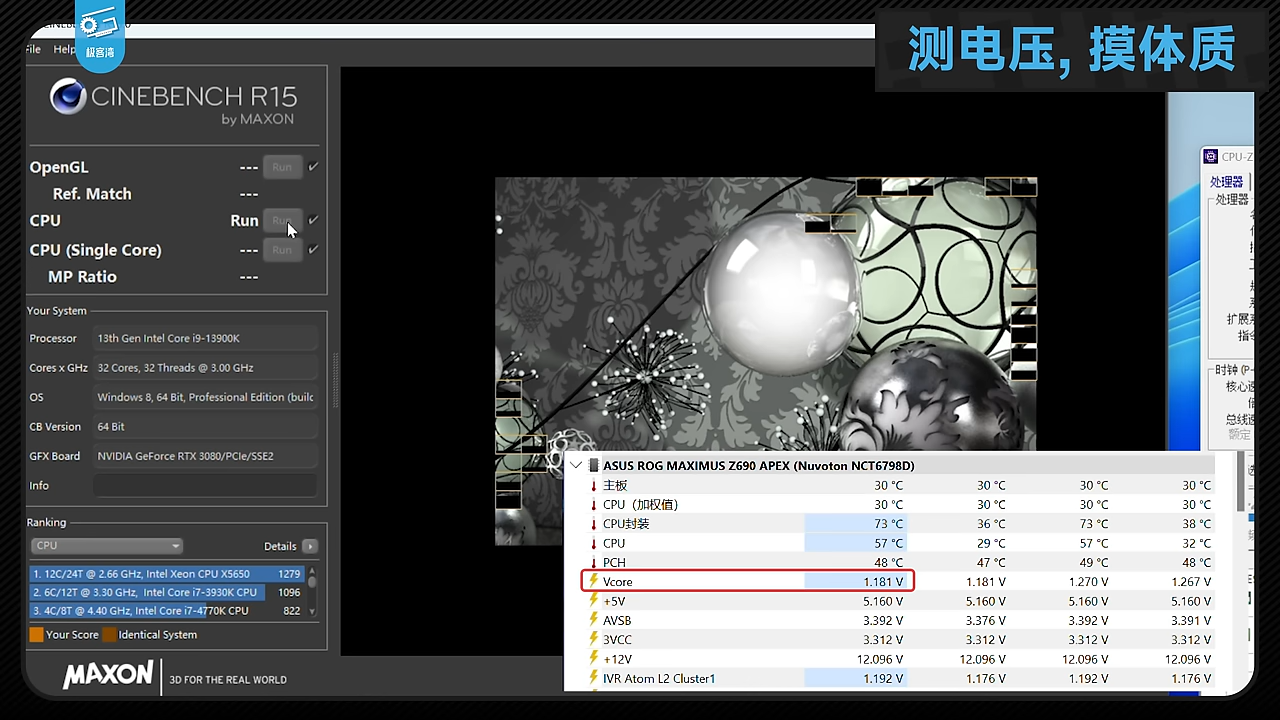 极客湾
测电压, 摸体质
File Help
CINEBENCH R15
by MAXON
OpenGL --- Run
Ref. Match ---
CPU Run Run
CPU (Single Core) --- Run
MP Ratio ---
Your System
Processor 13th Gen Intel Core i9-13900K
Cores x GHz 32 Cores, 32 Threads @ 3.00 GHz
OS Windows 8, 64 Bit, Professional Edition (build
CB Version 64 Bit
GFX Board NVIDIA GeForce RTX 3080/PCIe/SSE2
Info
Ranking
CPU Details
1. 12C/24T @ 2.66 GHz, Intel Xeon CPU X5650 1279
2. 6C/12T @ 3.30 GHz, Intel Core i7-3930K CPU 1096
3. 4C/8T @ 4.40 GHz, Intel Core i7-4770K CPU 822
Your Score Identical System
MAXON 3D FOR THE REAL WORLD
CPU-Z
处理器
处理器
扩展
指令
时钟 (P-
核心速
总线速
额定
ASUS ROG MAXIMUS Z690 APEX (Nuvoton NCT6798D)
主板 30 °C 30 °C 30 °C 30 °C
CPU (加权值) 30 °C 30 °C 30 °C 30 °C
CPU封装 73 °C 36 °C 73 °C 38 °C
CPU 57 °C 29 °C 57 °C 32 °C
PCH 48 °C 47 °C 49 °C 48 °C
Vcore 1.181 V 1.181 V 1.270 V 1.267 V
+5V 5.160 V 5.160 V 5.160 V 5.160 V
AVSB 3.392 V 3.376 V 3.392 V 3.391 V
3VCC 3.312 V 3.312 V 3.312 V 3.312 V
+12V 12.096 V 12.096 V 12.096 V 12.096 V
IVR Atom L2 Cluster1 1.192 V 1.176 V 1.192 V 1.176 V